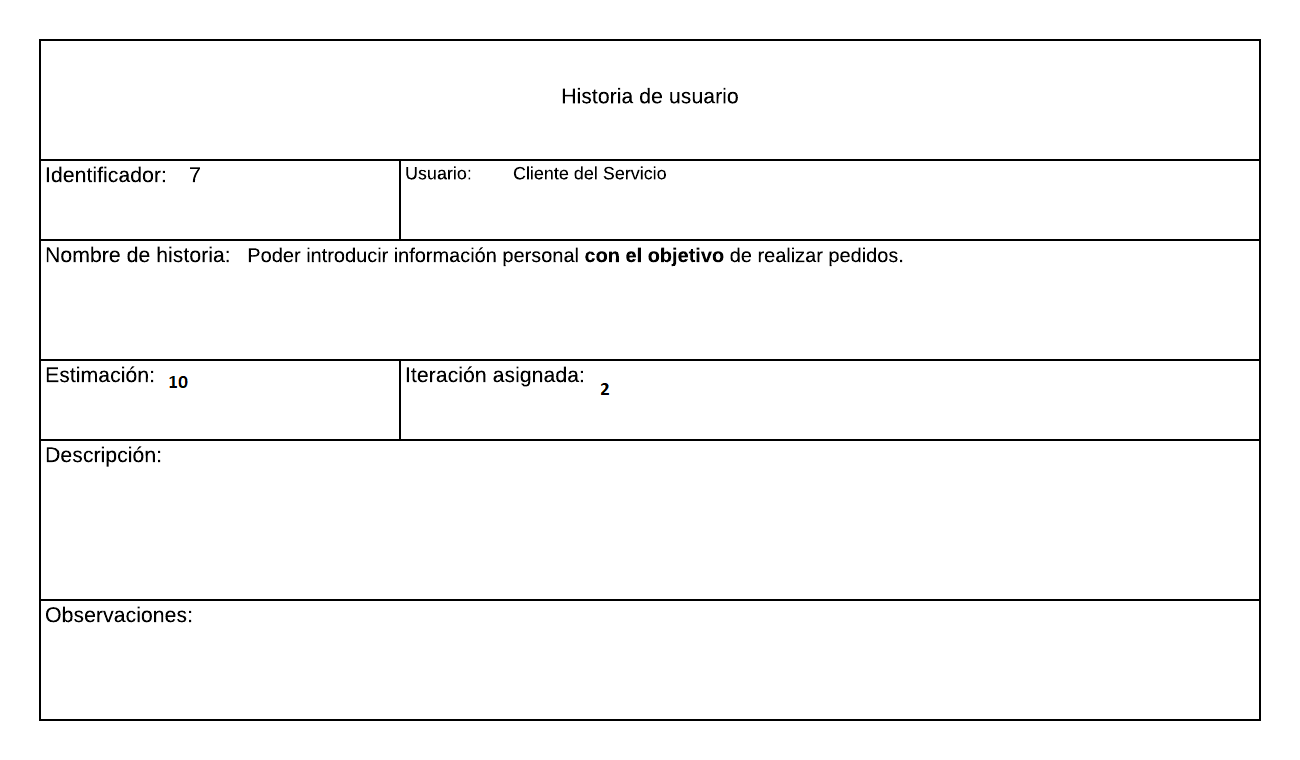 Historia de usuario
Identificador: 7
Usuario: Cliente del Servicio
Nombre de historia: Poder introducir información personal con el objetivo de realizar pedidos.
Estimación: 10
Iteración asignada: 2
Descripción:
Observaciones: